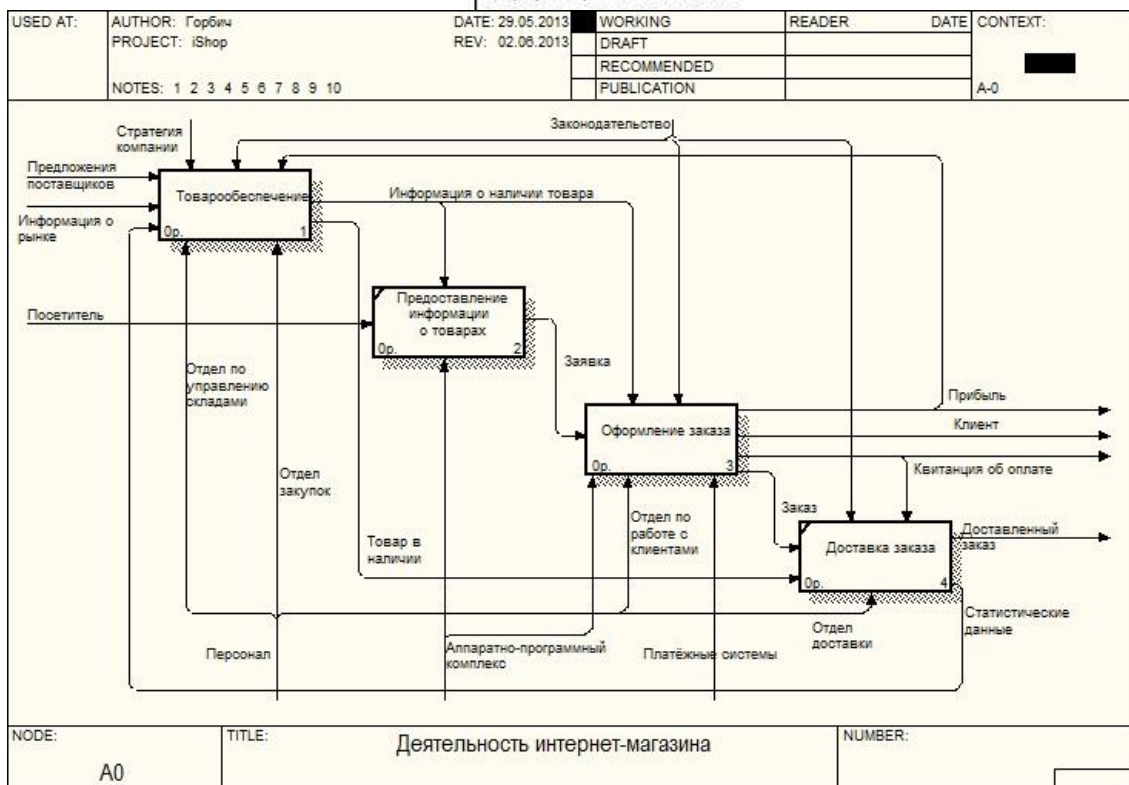 USED AT:
AUTHOR: Горбич
DATE: 29.05.2013
WORKING
READER
DATE
CONTEXT:
PROJECT: iShop
REV: 02.06.2013
DRAFT
RECOMMENDED
NOTES: 1 2 3 4 5 6 7 8 9 10
PUBLICATION
A-0
Стратегия
компании
Законодательство
Предложения
поставщиков
Товарообеспечение
0р.
1
Информация о наличии товара
Информация о
рынке
Посетитель
Предоставление
информации
о товарах
0р.
2
Отдел по
управлению
складами
Заявка
Прибыль
Оформление заказа
0р.
3
Клиент
Квитанция об оплате
Отдел
закупок
Заказ
Отдел по
работе с
клиентами
Товар в
наличии
Доставка заказа
0р.
4
Доставленный
заказ
Статистические
данные
Отдел
доставки
Персонал
Аппаратно-программный
комплекс
Платёжные системы
NODE:
TITLE:
Деятельность интернет-магазина
NUMBER:
A0